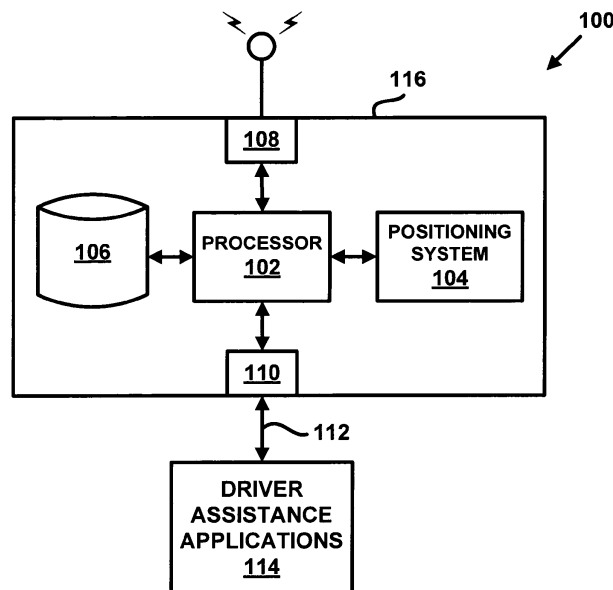 100
116
108
106
PROCESSOR
102
POSITIONING
SYSTEM
104
110
112
DRIVER
ASSISTANCE
APPLICATIONS
114